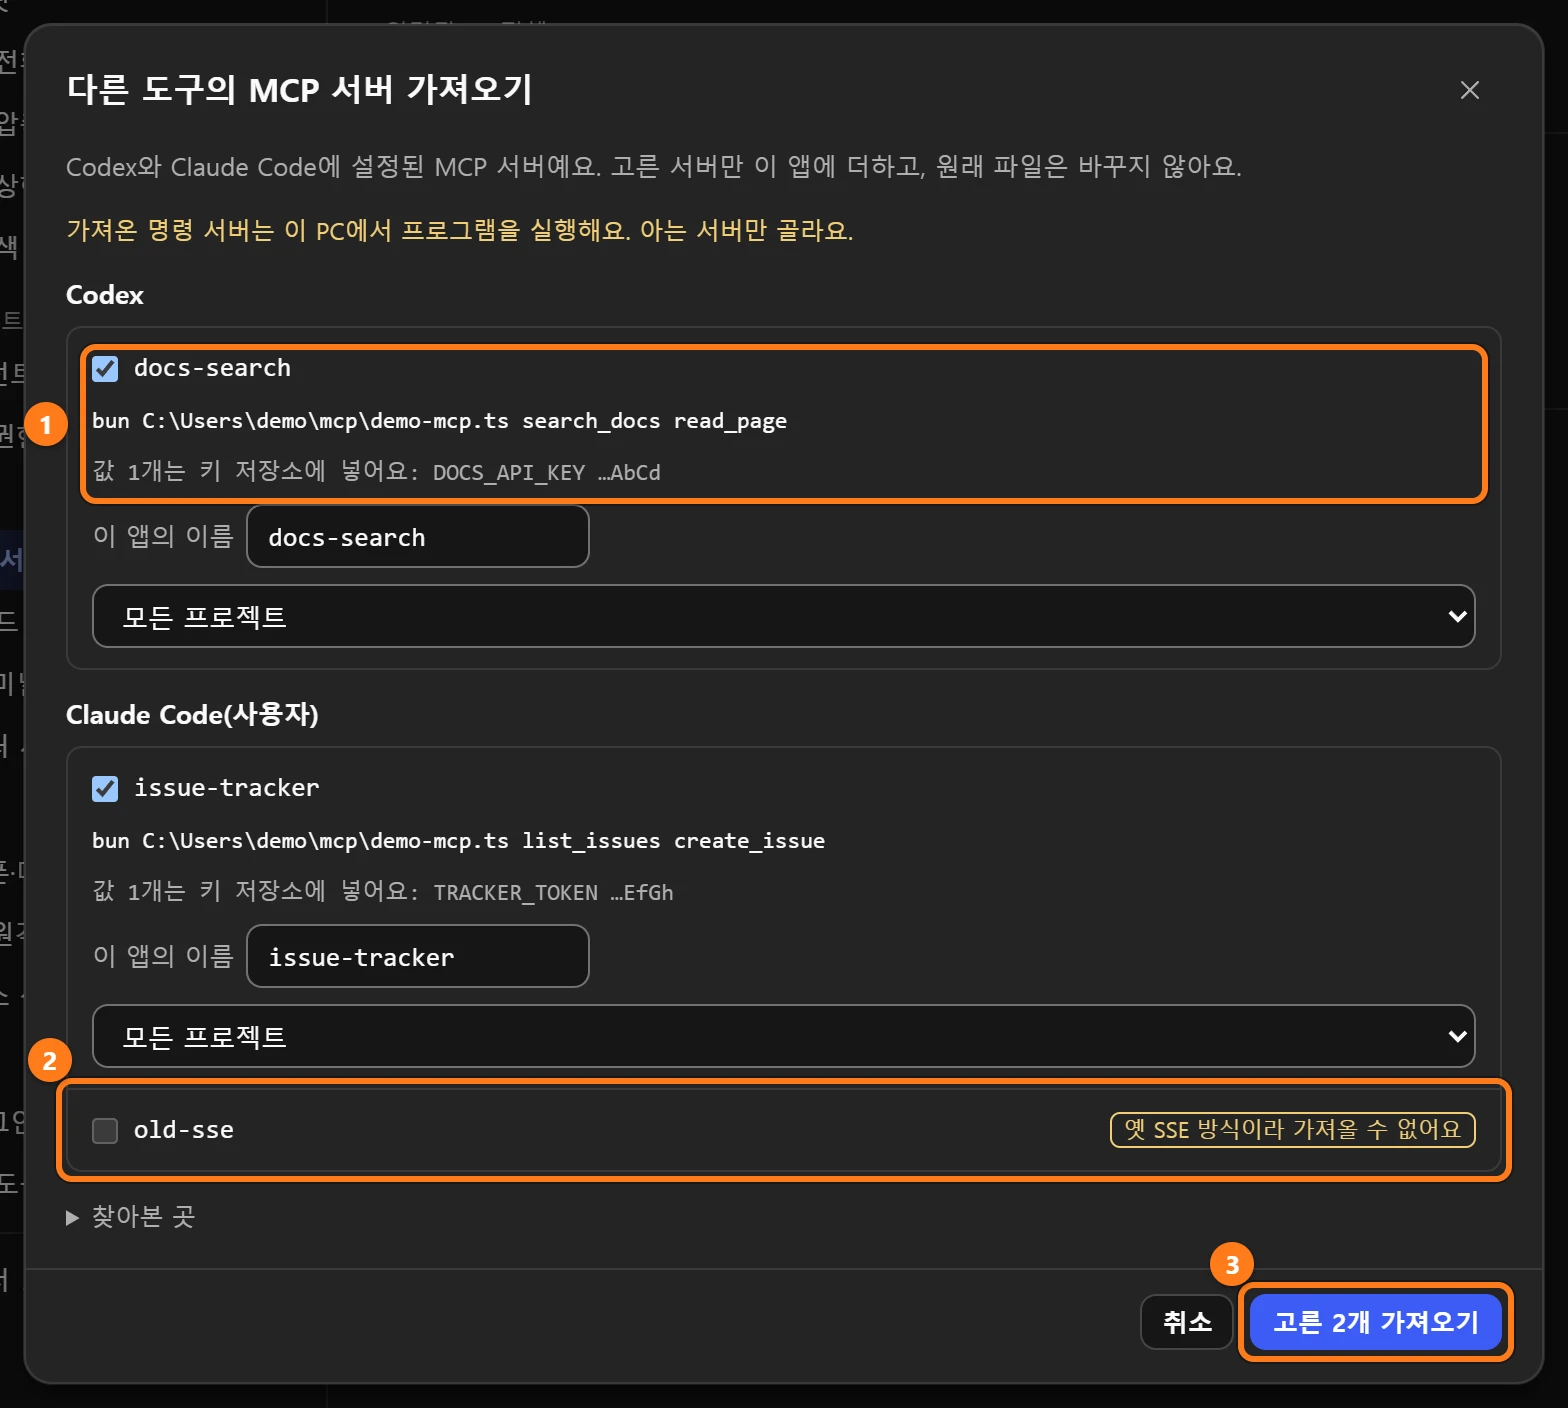 다른 도구의 MCP 서버 가져오기
Codex와 Claude Code에 설정된 MCP 서버예요. 고른 서버만 이 앱에 더하고, 원래 파일은 바꾸지 않아요.
가져온 명령 서버는 이 PC에서 프로그램을 실행해요. 아는 서버만 골라요.
Codex
1
docs-search
bun C:\Users\demo\mcp\demo-mcp.ts search_docs read_page
값 1개는 키 저장소에 넣어요: DOCS_API_KEY …AbCd
이 앱의 이름 docs-search
모든 프로젝트
Claude Code(사용자)
issue-tracker
bun C:\Users\demo\mcp\demo-mcp.ts list_issues create_issue
값 1개는 키 저장소에 넣어요: TRACKER_TOKEN …EfGh
이 앱의 이름 issue-tracker
모든 프로젝트
2
old-sse 옛 SSE 방식이라 가져올 수 없어요
▶ 찾아본 곳
3
취소 고른 2개 가져오기